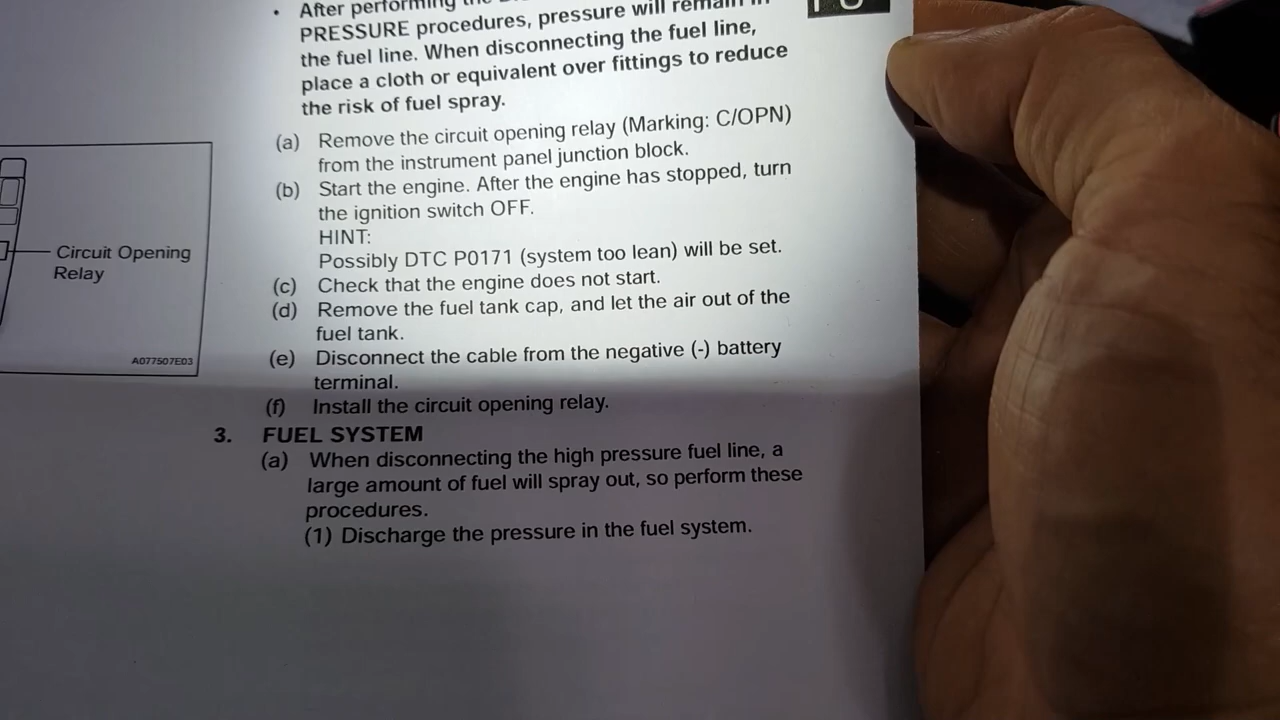 • After performing the
PRESSURE procedures, pressure will remain in
the fuel line. When disconnecting the fuel line,
place a cloth or equivalent over fittings to reduce
the risk of fuel spray.
(a) Remove the circuit opening relay (Marking: C/OPN)
from the instrument panel junction block.
(b) Start the engine. After the engine has stopped, turn
the ignition switch OFF.
HINT:
Possibly DTC P0171 (system too lean) will be set.
(c) Check that the engine does not start.
(d) Remove the fuel tank cap, and let the air out of the
fuel tank.
(e) Disconnect the cable from the negative (-) battery
terminal.
(f) Install the circuit opening relay.
Circuit Opening
Relay
A077507E03
3. FUEL SYSTEM
(a) When disconnecting the high pressure fuel line, a
large amount of fuel will spray out, so perform these
procedures.
(1) Discharge the pressure in the fuel system.